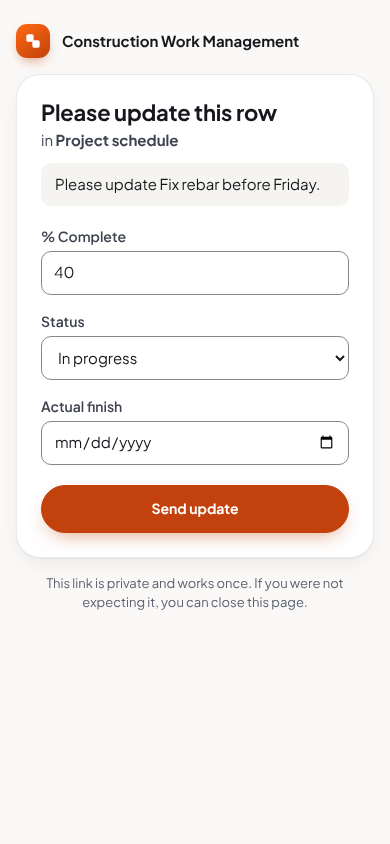 Construction Work Management
Please update this row
in Project schedule
Please update Fix rebar before Friday.
% Complete
40
Status
In progress
Actual finish
mm/dd/yyyy
Send update
This link is private and works once. If you were not
expecting it, you can close this page.